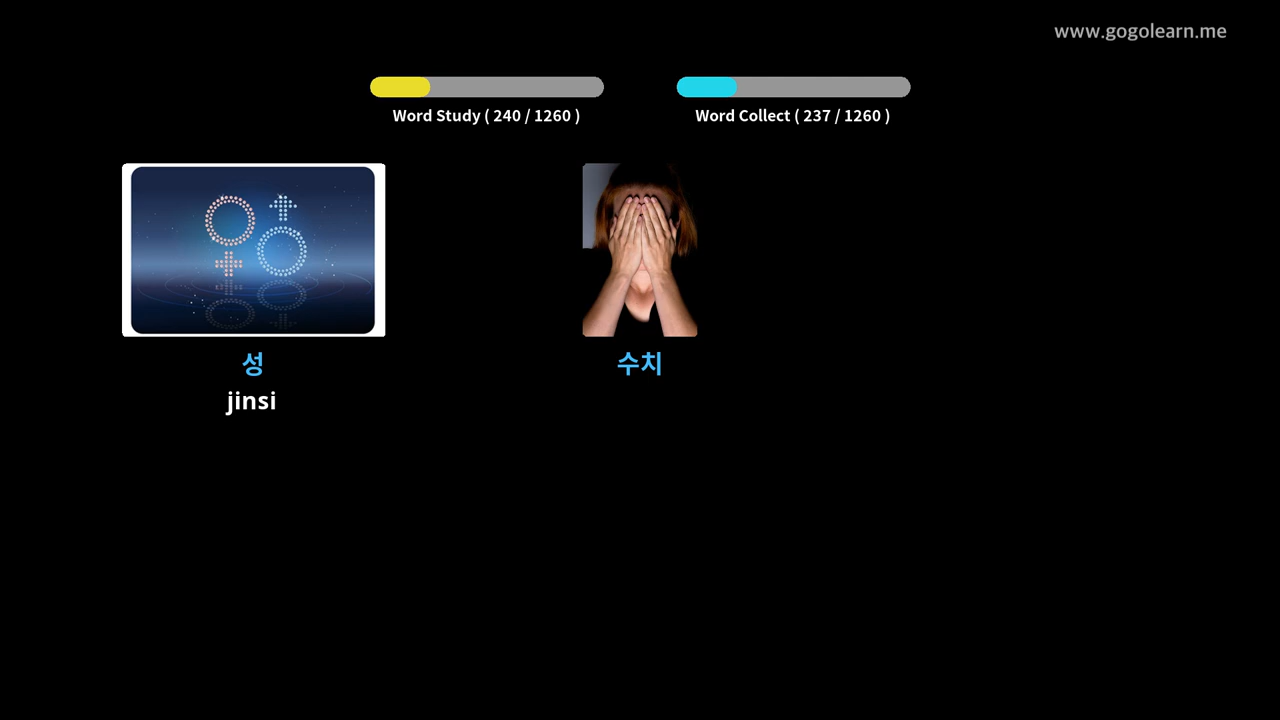 www.gogolearn.me
Word Study ( 240 / 1260 )
Word Collect ( 237 / 1260 )
성
jinsi
수치